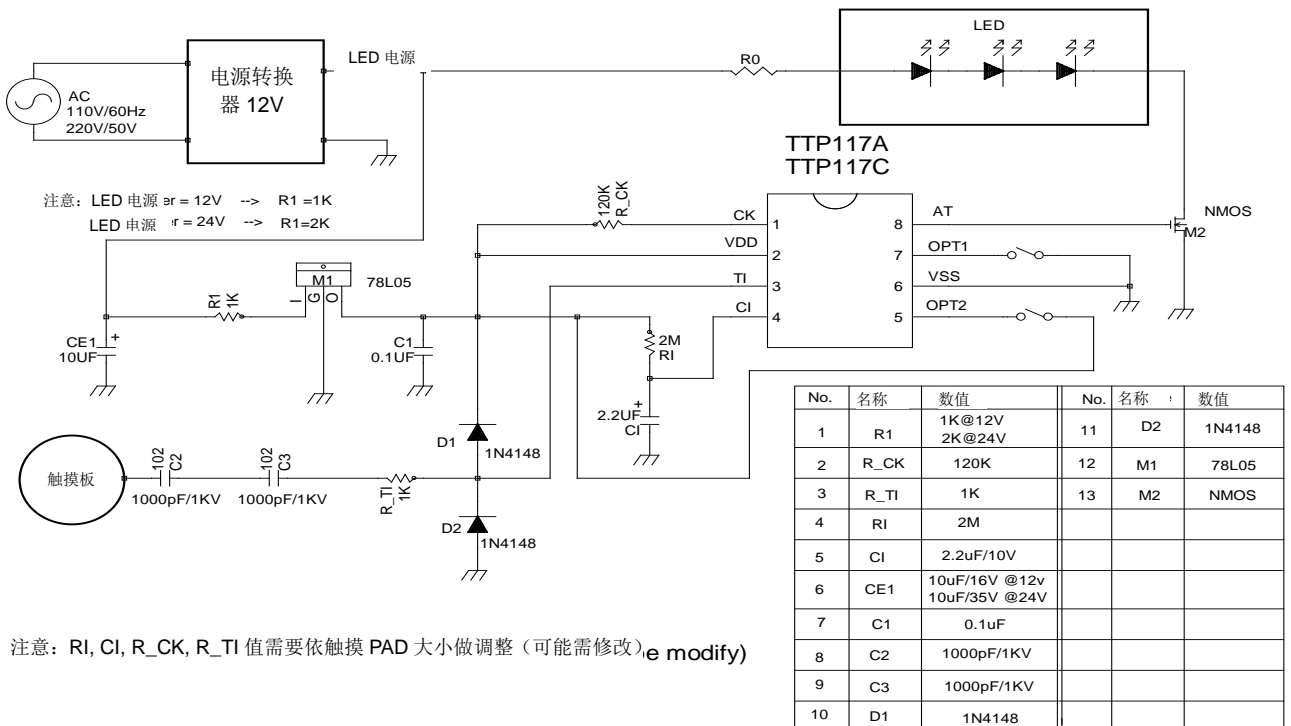 LED
LED 电源
R0
电源转换
器 12V
AC
110V/60Hz
220V/50V
TTP117A
TTP117C
注意：LED 电源 er = 12V --> R1 =1K
LED 电源 r = 24V --> R1=2K
120K
R_CK
CK
1
8
AT
NMOS
M2
VDD
2
7
OPT1
TI
3
6
VSS
CI
4
5
OPT2
M1
78L05
I
G
O
R1
1K
CE1
+
10UF
C1
0.1UF
2M
RI
+
2.2UF
CI
D1
1N4148
触摸板
102
C2
1000pF/1KV
102
C3
1000pF/1KV
R_TI
1K
D2
1N4148
No. 名称 数值 No. 名称 数值
1 R1 1K@12V 11 D2 1N4148
2K@24V
2 R_CK 120K 12 M1 78L05
3 R_TI 1K 13 M2 NMOS
4 RI 2M
5 CI 2.2uF/10V
6 CE1 10uF/16V @12v
10uF/35V @24V
7 C1 0.1uF
8 C2 1000pF/1KV
9 C3 1000pF/1KV
10 D1 1N4148
注意：RI, CI, R_CK, R_TI 值需要依触摸 PAD 大小做调整（可能需修改）e modify)